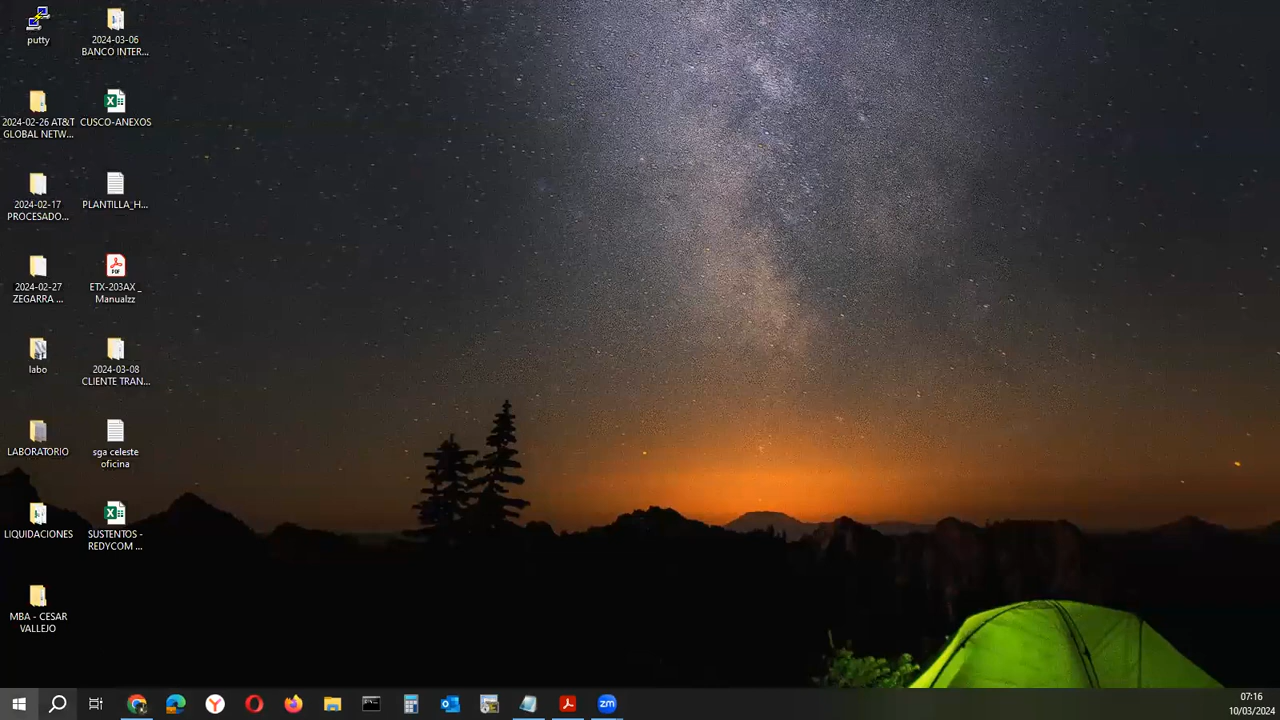 putty
2024-03-06
BANCO INTER...
2024-02-26 AT&T
GLOBAL NETW...
CUSCO-ANEXOS
2024-02-17
PROCESADO...
PLANTILLA_H...
2024-02-27
ZEGARRA ...
PDF
ETX-203AX _
Manualzz
labo
2024-03-08
CLIENTE TRAN...
LABORATORIO
sga celeste
oficina
LIQUIDACIONES
SUSTENTOS -
REDYCOM ...
MBA - CESAR
VALLEJO
zm
07:16
10/03/2024